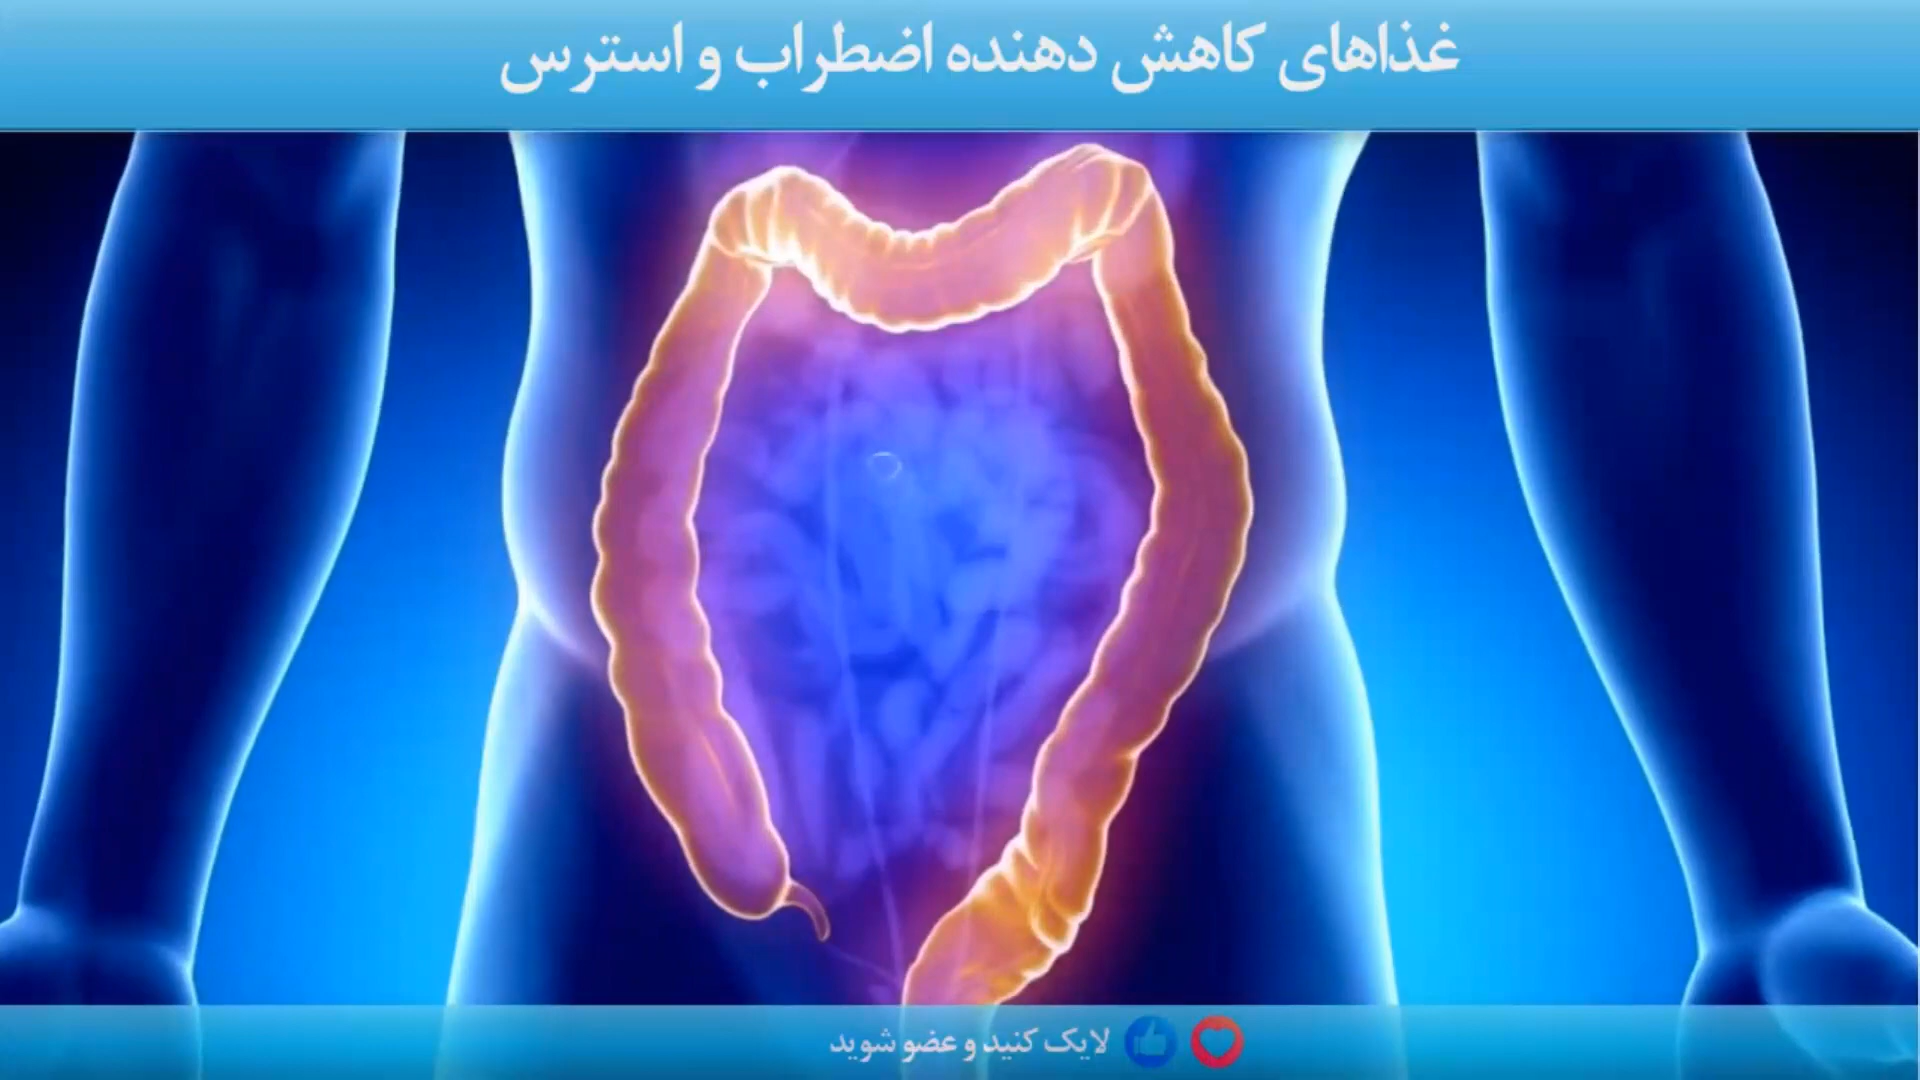 غذاهای کاهش دهنده اضطراب و استرس
لایک کنید و عضو شوید